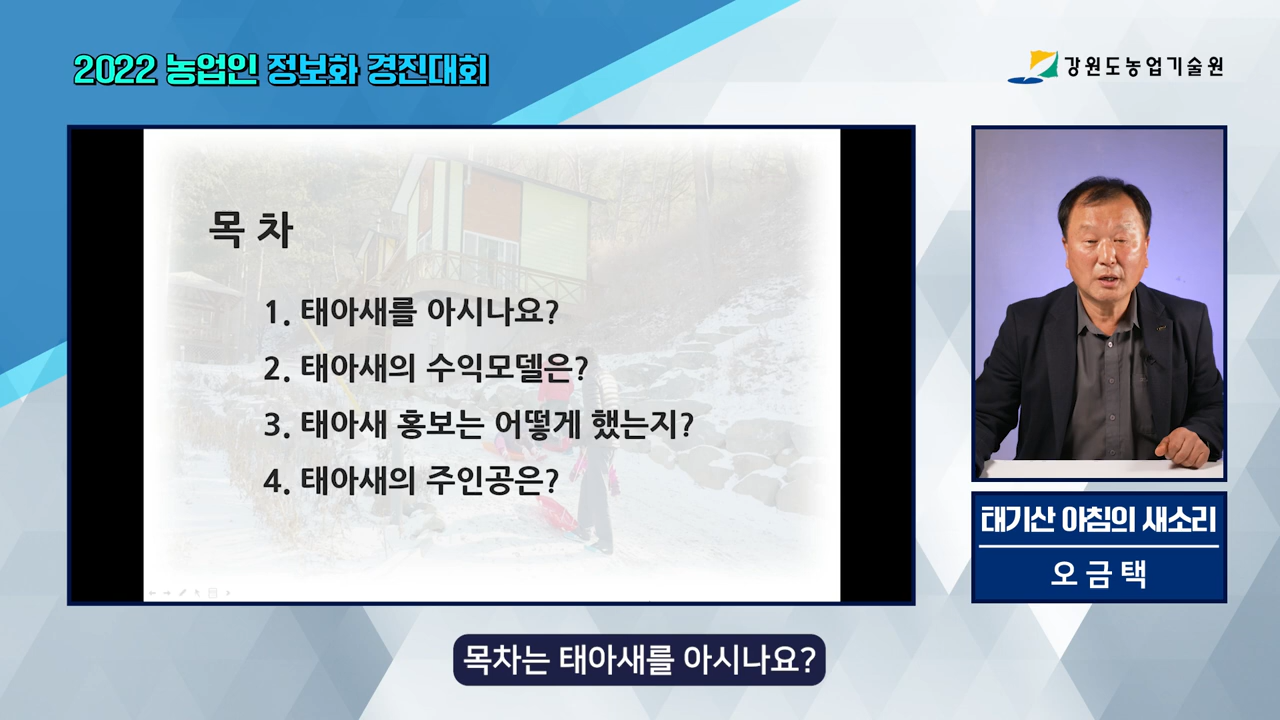 2022 농업인 정보화 경진대회
강원도농업기술원
목 차
1. 태아새를 아시나요?
2. 태아새의 수익모델은?
3. 태아새 홍보는 어떻게 했는지?
4. 태아새의 주인공은?
태기산 아침의 새소리
오금택
목차는 태아새를 아시나요?